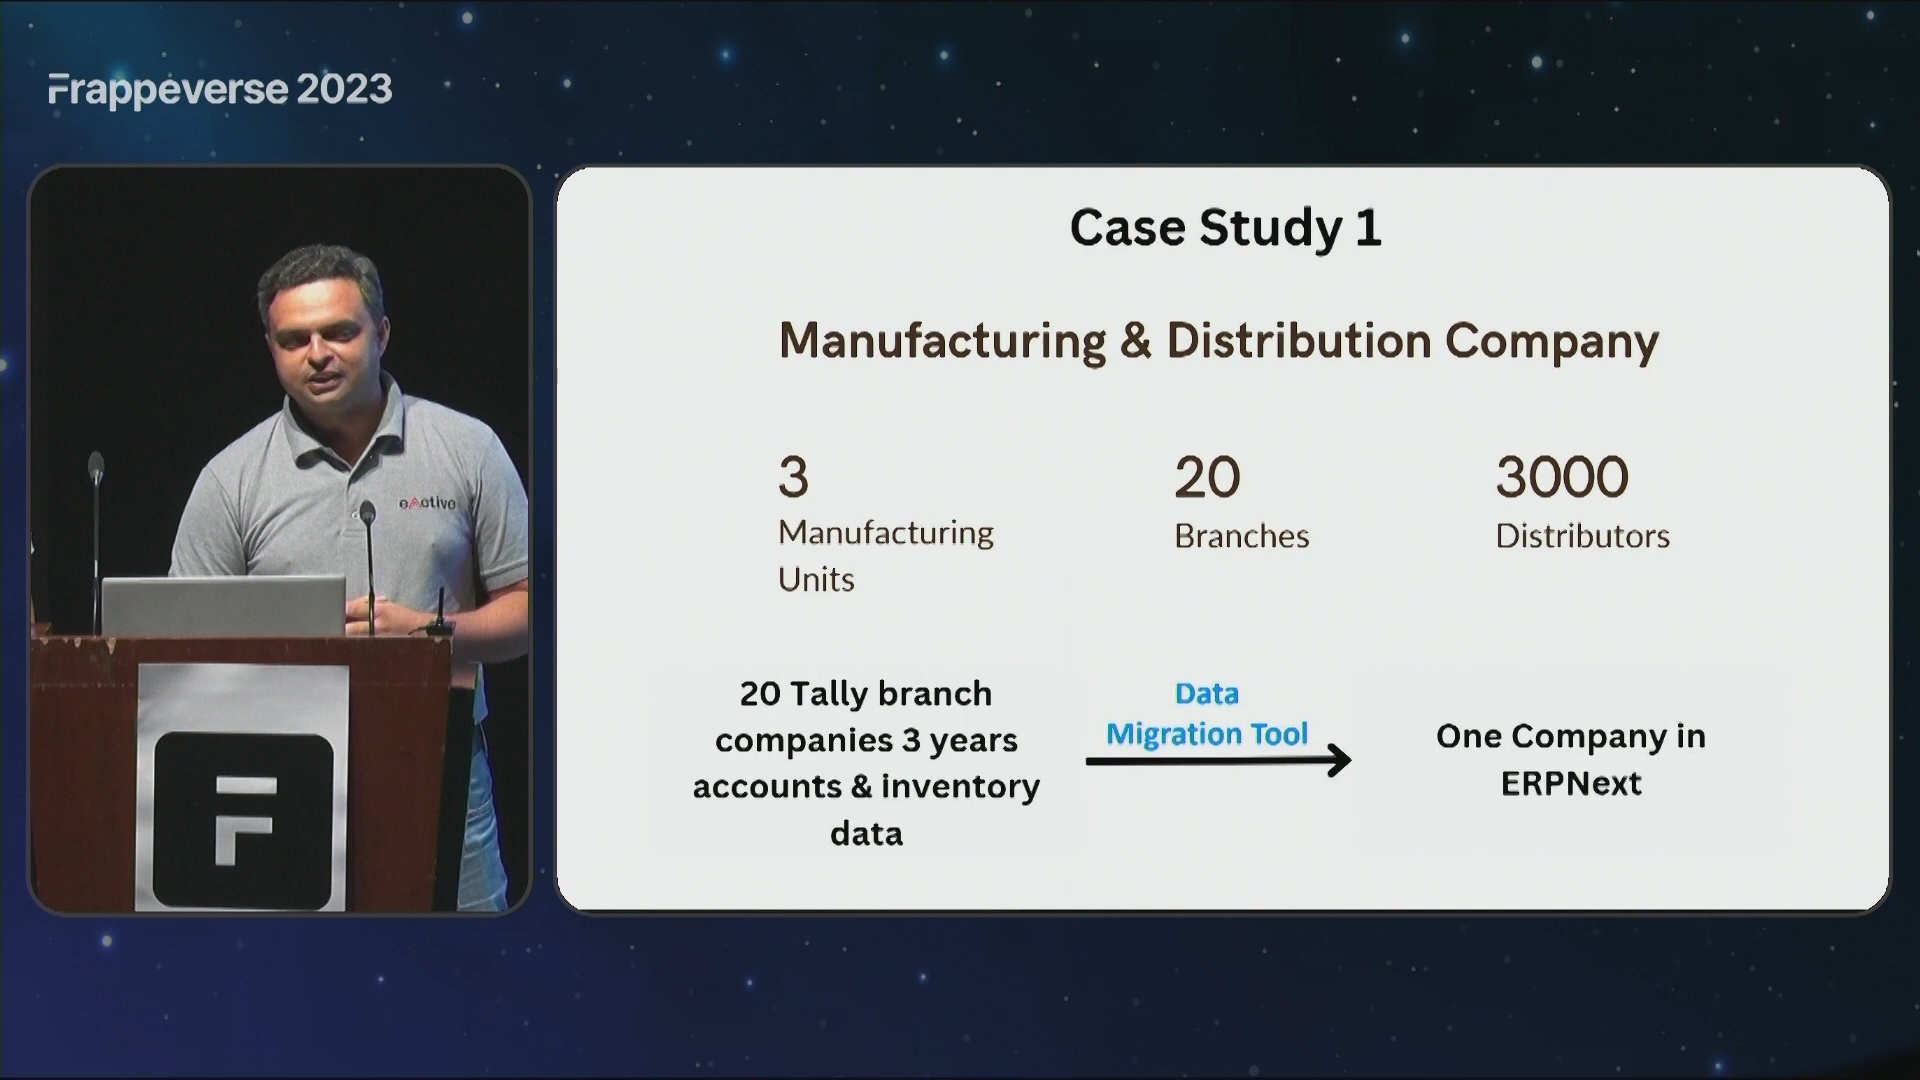 Frappeverse 2023
Case Study 1
Manufacturing & Distribution Company
3
Manufacturing
Units
20
Branches
3000
Distributors
20 Tally branch
companies 3 years
accounts & inventory
data
Data
Migration Tool
One Company in
ERPNext
eActive